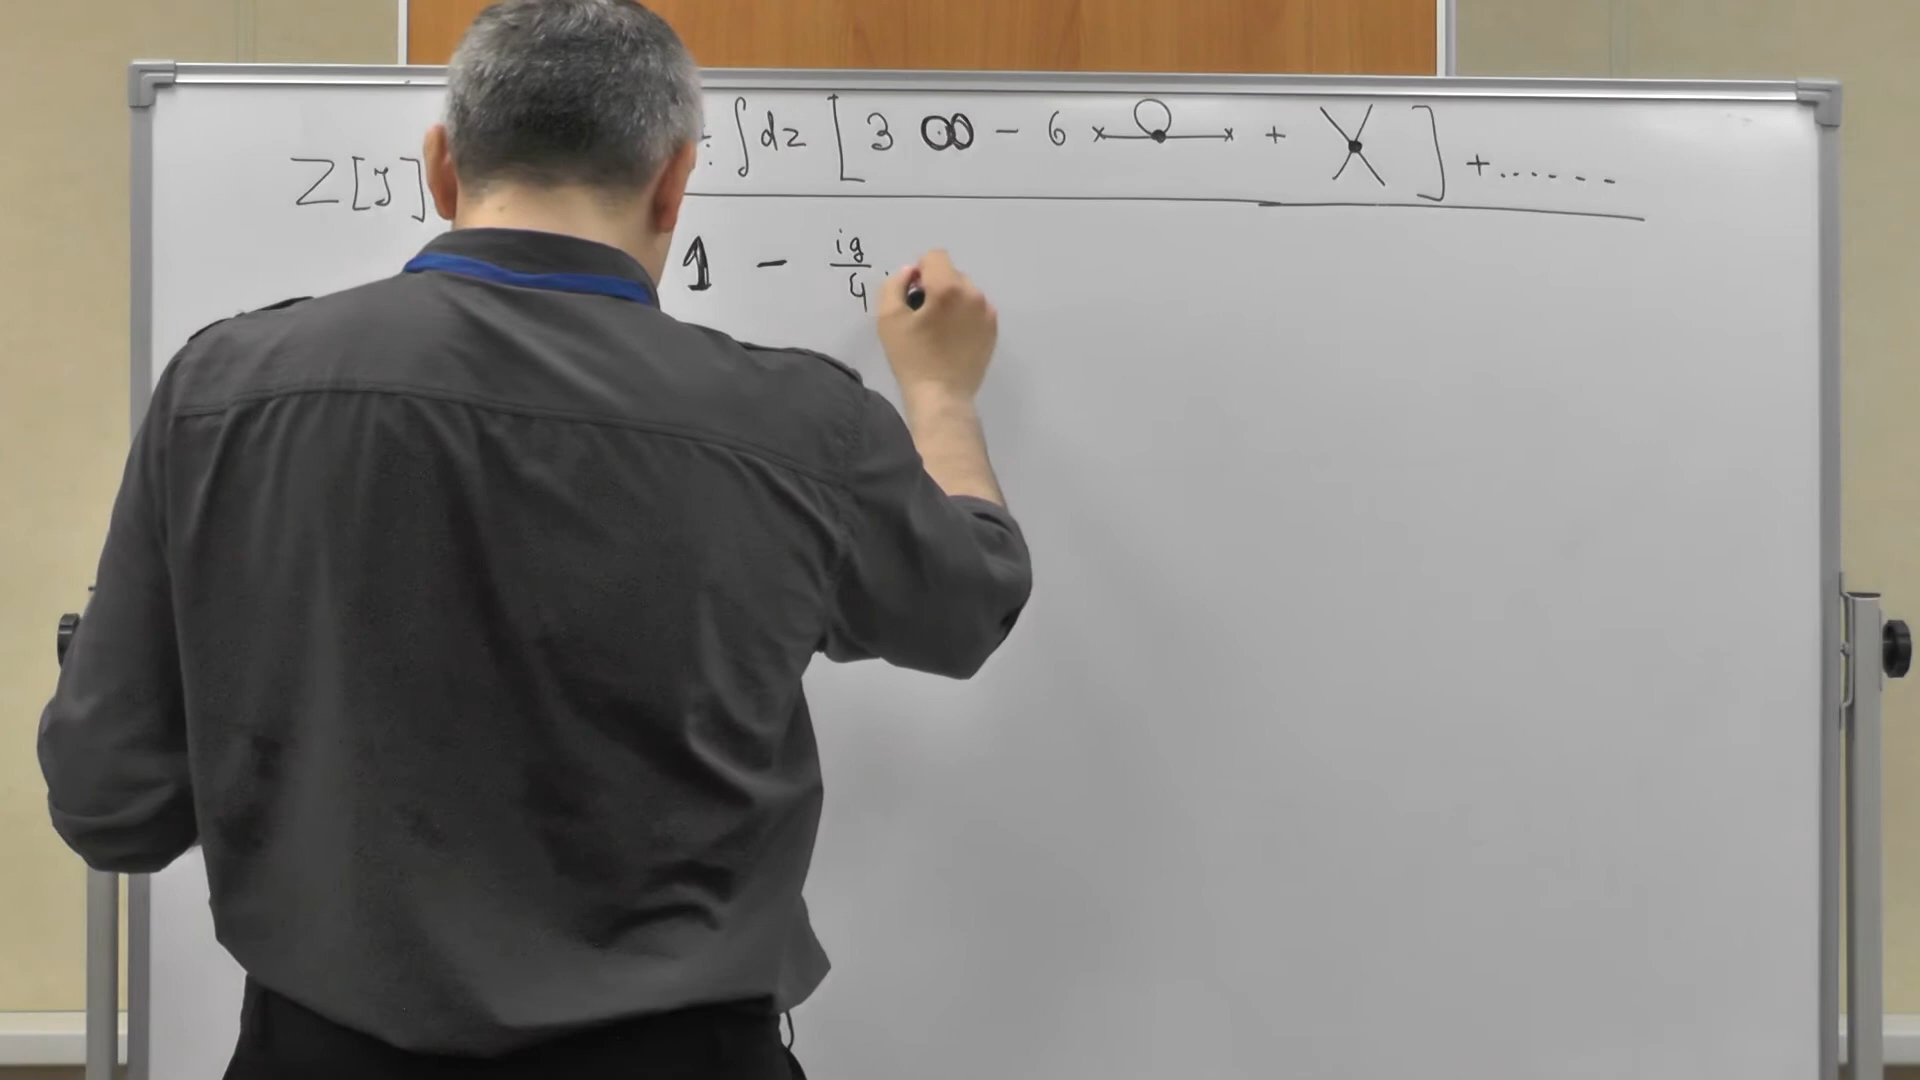 Z[J] ∫dz [ 3 − 6 + ] +......
1 − ig/4